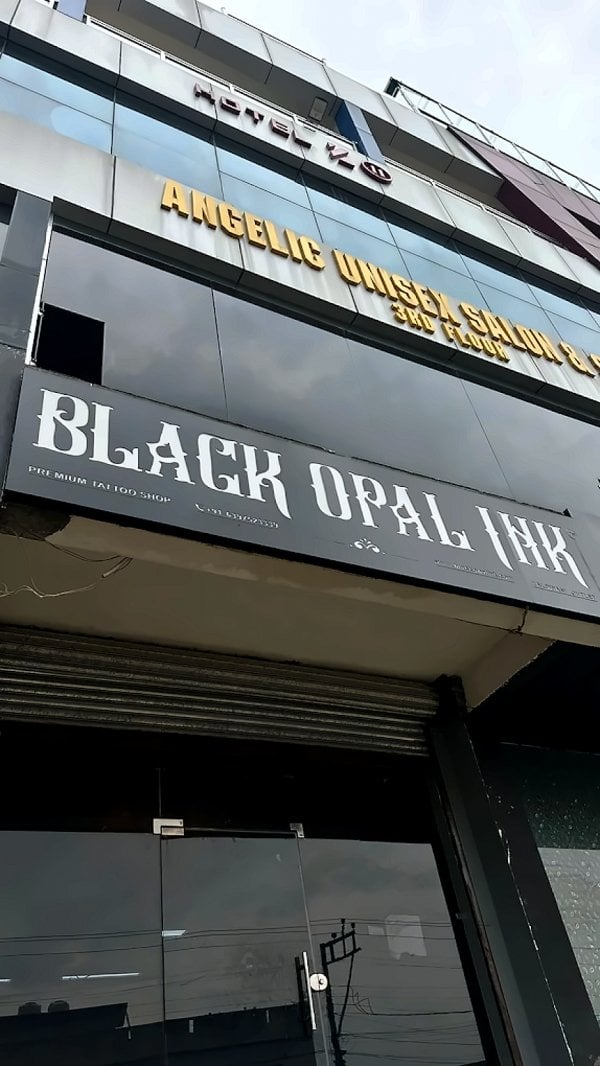 HOTEL
ANGELIC UNISEX SALON &
3RD FLOOR
BLACK OPAL INK
PREMIUM TATTOO SHOP